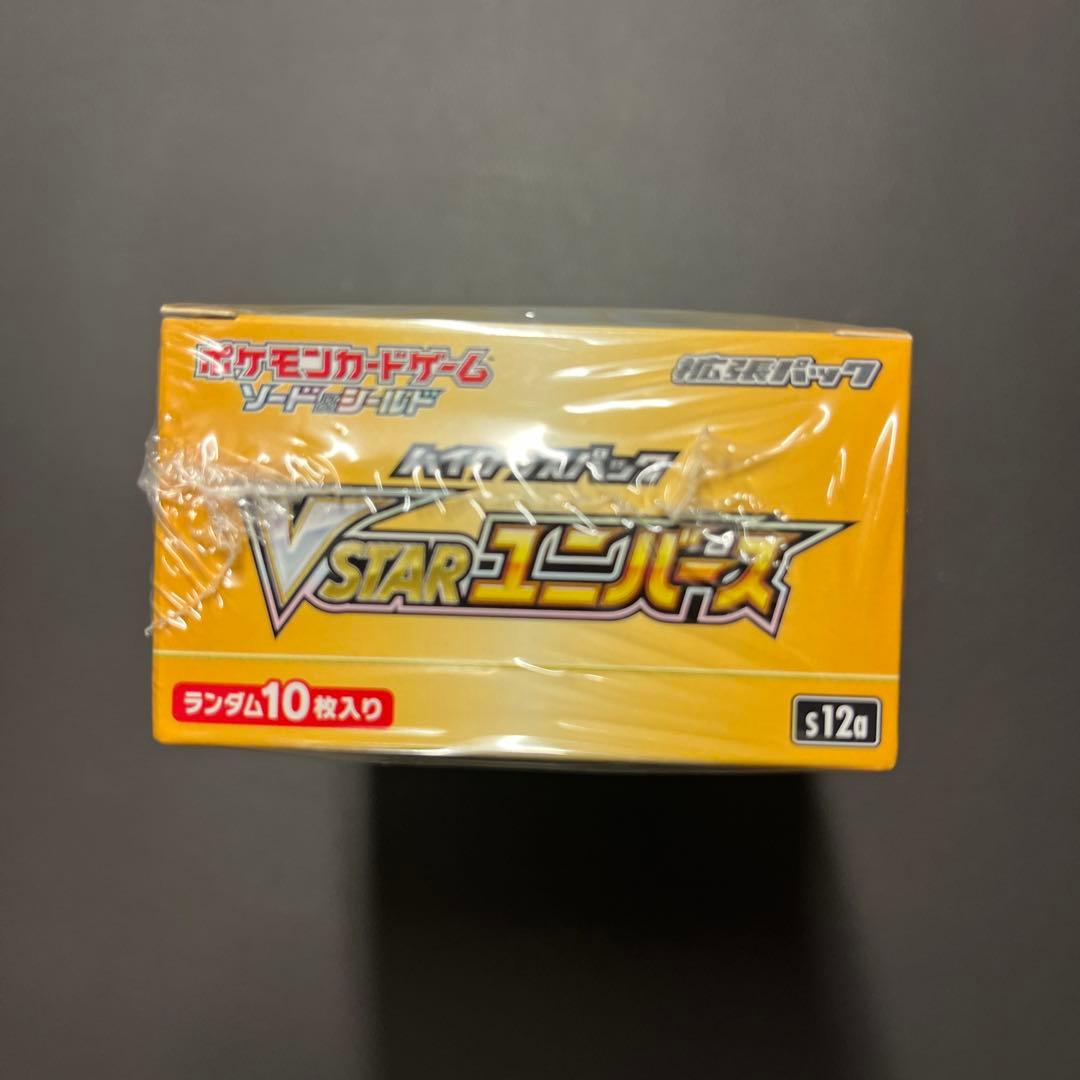 ポケモンカードゲーム
ソード&シールド
拡張パック
ハイクラスパック
VSTARユニバース
ランダム10枚入り
s12a